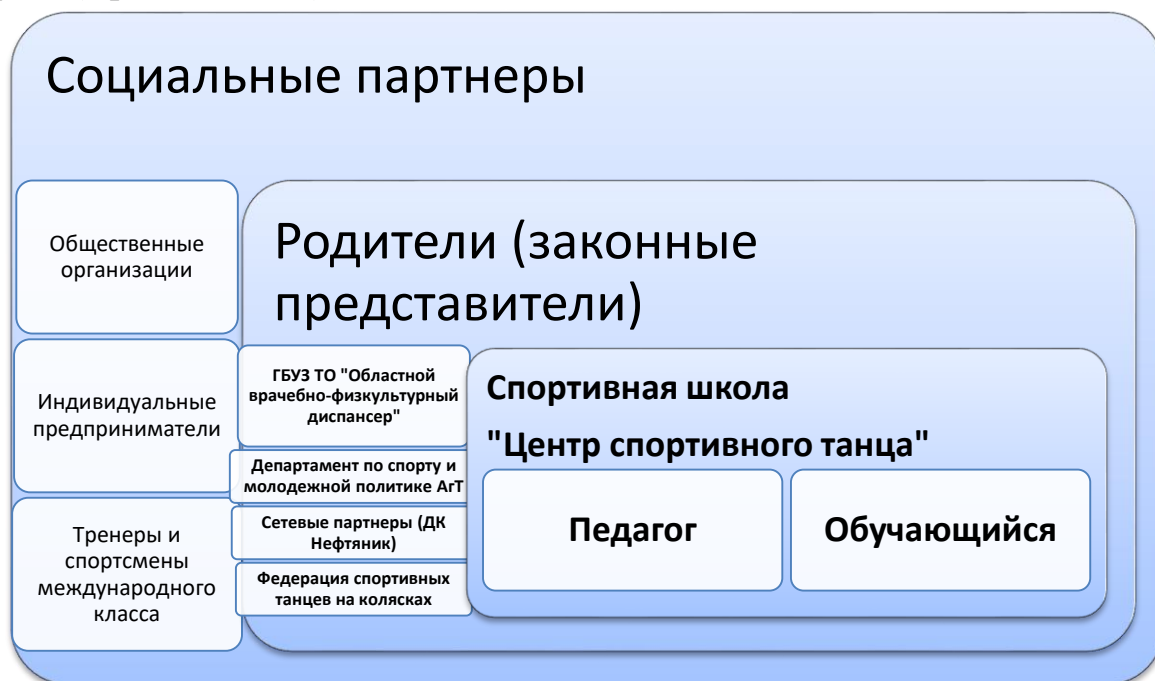 Социальные партнеры
Общественные
организации
Индивидуальные
предприниматели
Тренеры и
спортсмены
международного
класса
Родители (законные
представители)
ГБУЗ ТО "Областной
врачебно-физкультурный
диспансер"
Департамент по спорту и
молодежной политике АгТ
Сетевые партнеры (ДК
Нефтяник)
Федерация спортивных
танцев на колясках
Спортивная школа
"Центр спортивного танца"
Педагог
Обучающийся